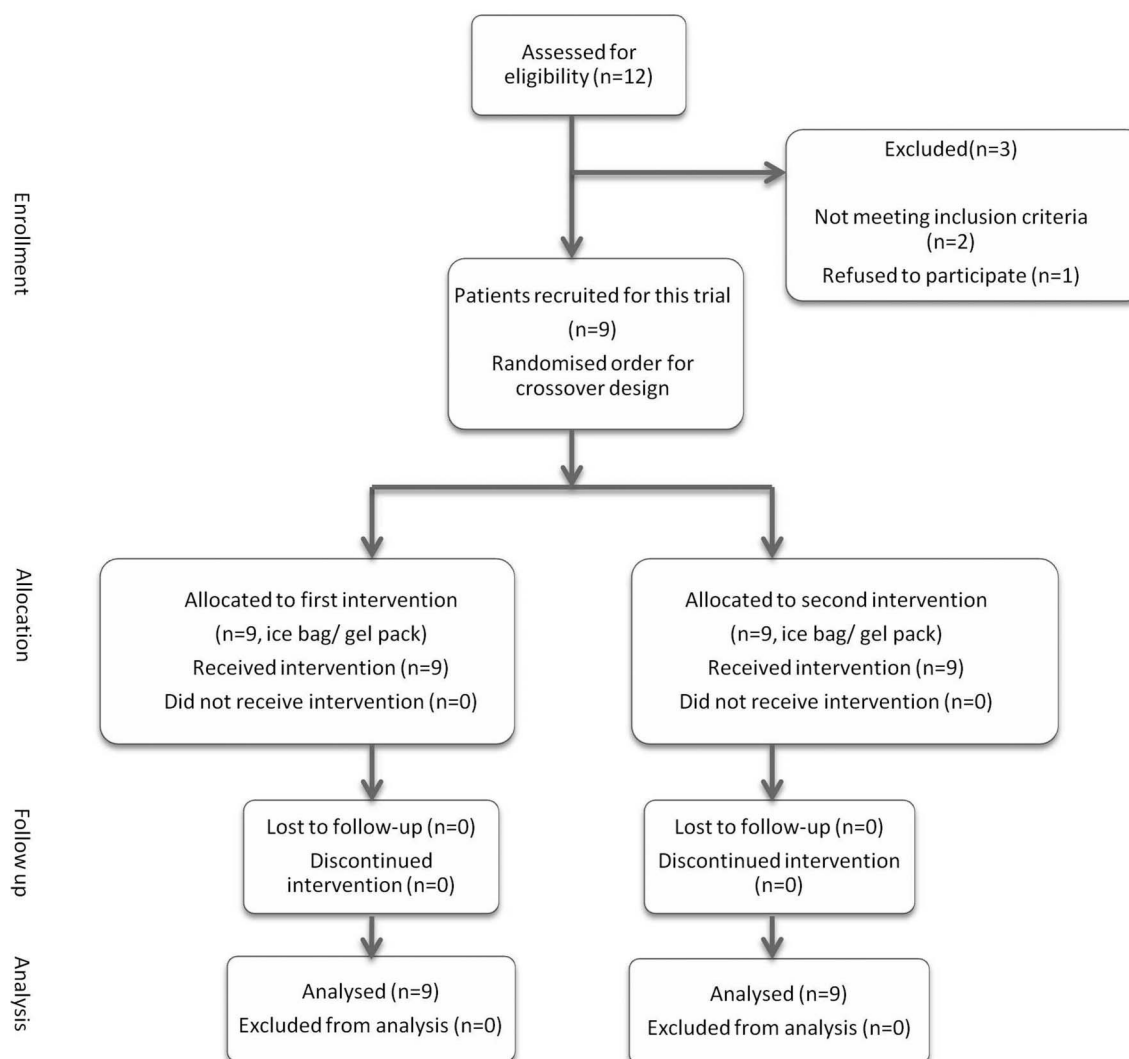 Assessed for
eligibility (n=12)
Excluded(n=3)
Not meeting inclusion criteria
(n=2)
Refused to participate (n=1)
Enrollment
Patients recruited for this trial
(n=9)
Randomised order for
crossover design
Allocation
Allocated to first intervention
(n=9, ice bag/ gel pack)
Received intervention (n=9)
Did not receive intervention (n=0)
Allocated to second intervention
(n=9, ice bag/ gel pack)
Received intervention (n=9)
Did not receive intervention (n=0)
Follow up
Lost to follow-up (n=0)
Discontinued
intervention (n=0)
Lost to follow-up (n=0)
Discontinued intervention
(n=0)
Analysis
Analysed (n=9)
Excluded from analysis (n=0)
Analysed (n=9)
Excluded from analysis (n=0)